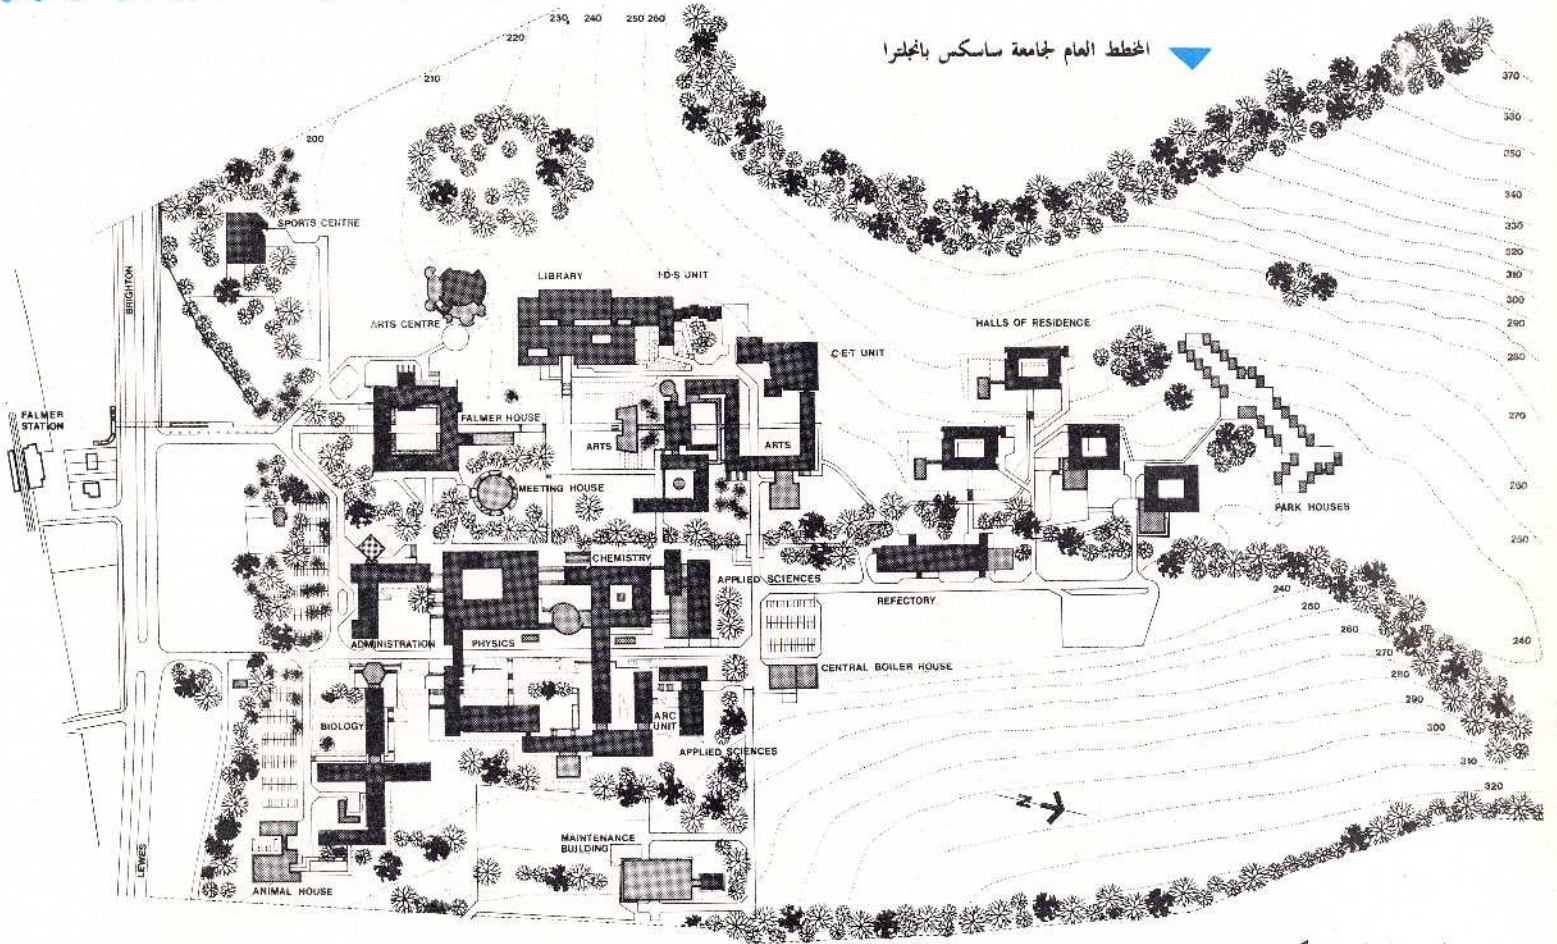 230 240 250 260
220
المخطط العام لجامعة ساسكس بانجلترا
210
370
200
330
350
340
SPORTS CENTRE
330
320
BRIGHTON
LIBRARY
I·D·S UNIT
310
300
ARTS CENTRE
HALLS OF RESIDENCE
290
C·E·T UNIT
280
FALMER
STATION
FALMER HOUSE
270
ARTS
ARTS
MEETING HOUSE
260
PARK HOUSES
250
CHEMISTRY
APPLIED SCIENCES
240
REFECTORY
250
260
240
ADMINISTRATION
PHYSICS
270
CENTRAL BOILER HOUSE
280
290
BIOLOGY
ARC
UNIT
300
APPLIED SCIENCES
310
320
N
MAINTENANCE
BUILDING
LEWES
ANIMAL HOUSE